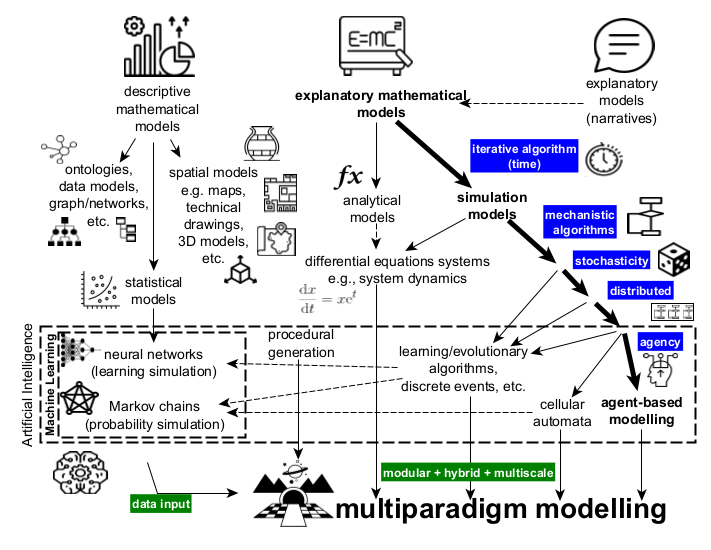 E=MC²
descriptive
mathematical
models
explanatory mathematical
models
explanatory
models
(narratives)
iterative algorithm
(time)
ontologies,
data models,
graph/networks,
etc.
spatial models
e.g. maps,
technical
drawings,
3D models,
etc.
fx
analytical
models
simulation
models
mechanistic
algorithms
stochasticity
distributed
differential equations systems
e.g., system dynamics
dx/dt = xe^t
statistical
models
Artificial Intelligence
Machine Learning
neural networks
(learning simulation)
Markov chains
(probability simulation)
procedural
generation
learning/evolutionary
algorithms,
discrete events, etc.
agency
cellular
automata
agent-based
modelling
modular + hybrid + multiscale
data input
multiparadigm modelling